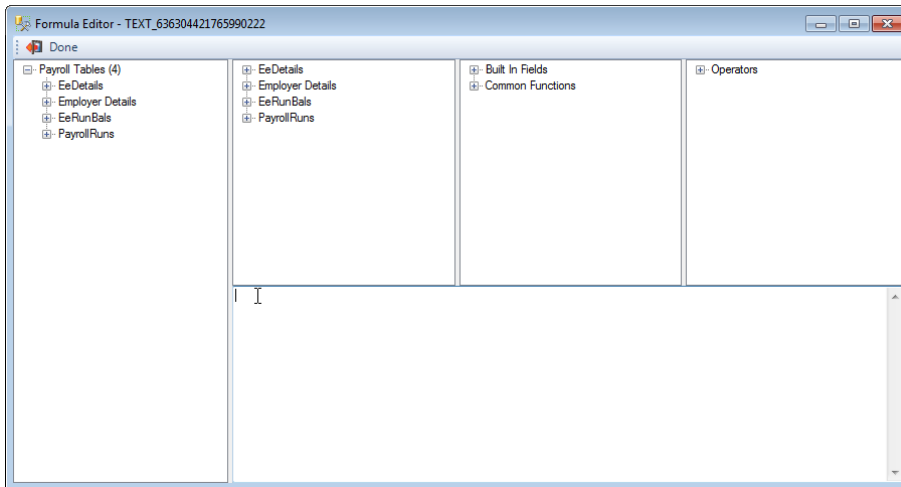 Formula Editor - TEXT_636304421765990222
Done
Payroll Tables (4)
EeDetails
Employer Details
EeRunBals
PayrollRuns
EeDetails
Employer Details
EeRunBals
PayrollRuns
Built In Fields
Common Functions
Operators